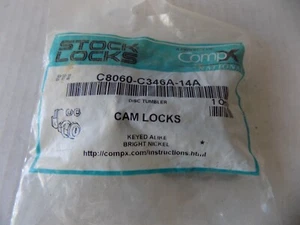 STOCK
LOCKS
CompX
C8060-C346A-14A
DISC TUMBLER
CAM LOCKS
KEYED ALIKE
BRIGHT NICKEL
http://compx.com/instructions.html